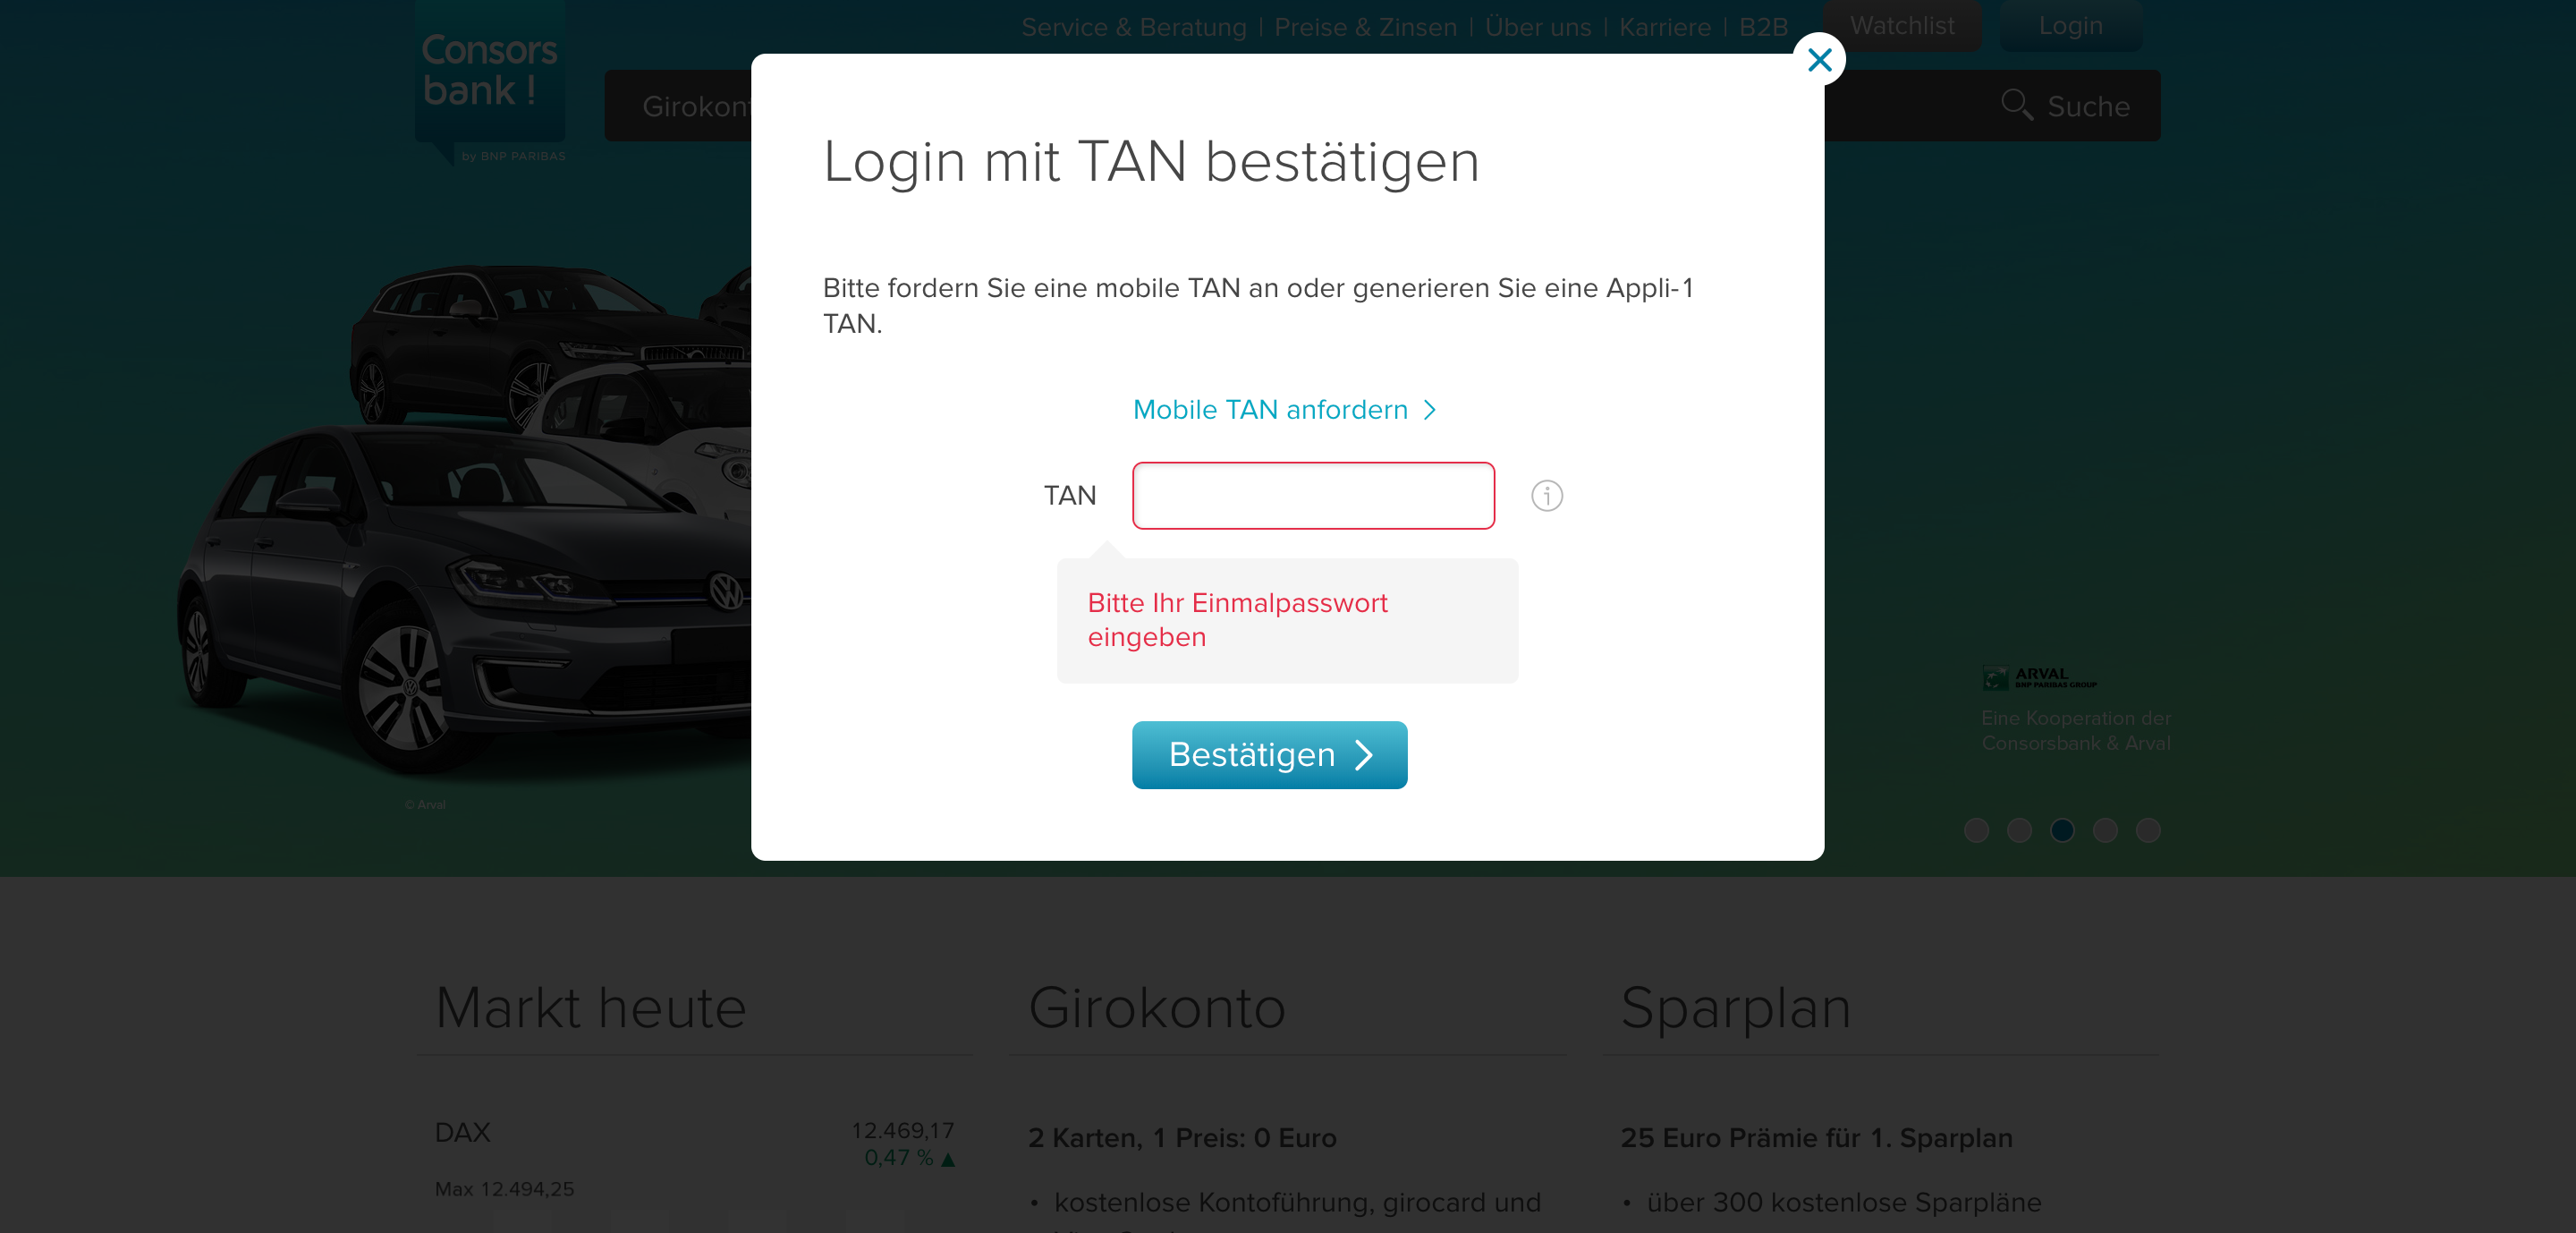 Consors
bank !
by BNP PARIBAS
Service & Beratung | Preise & Zinsen | Über uns | Karriere | B2B
Watchlist
Login
Suche
Login mit TAN bestätigen
Bitte fordern Sie eine mobile TAN an oder generieren Sie eine Appli-1
TAN.
Mobile TAN anfordern
TAN
Bitte Ihr Einmalpasswort
eingeben
Bestätigen
ARVAL
BNP PARIBAS GROUP
Eine Kooperation der
Consorsbank & Arval
© Arval
Markt heute
DAX
12.469,17
0,47 % ▲
Max 12.494,25
Girokonto
2 Karten, 1 Preis: 0 Euro
• kostenlose Kontoführung, girocard und
Sparplan
25 Euro Prämie für 1. Sparplan
• über 300 kostenlose Sparpläne